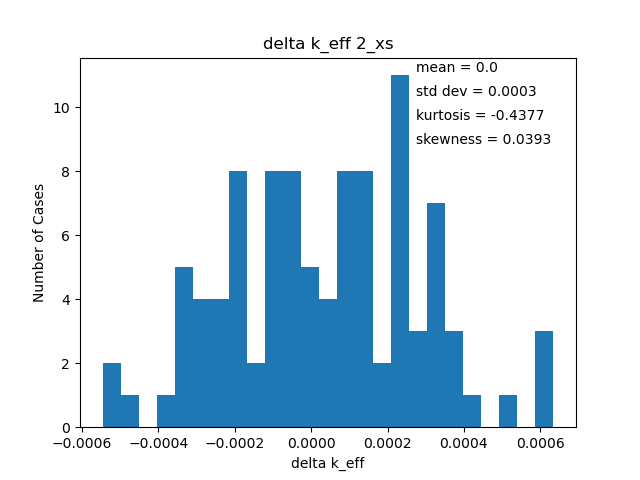 delta k_eff 2_xs
mean = 0.0
std dev = 0.0003
kurtosis = -0.4377
skewness = 0.0393
Number of Cases
10
8
6
4
2
0
−0.0006 −0.0004 −0.0002 0.0000 0.0002 0.0004 0.0006
delta k_eff